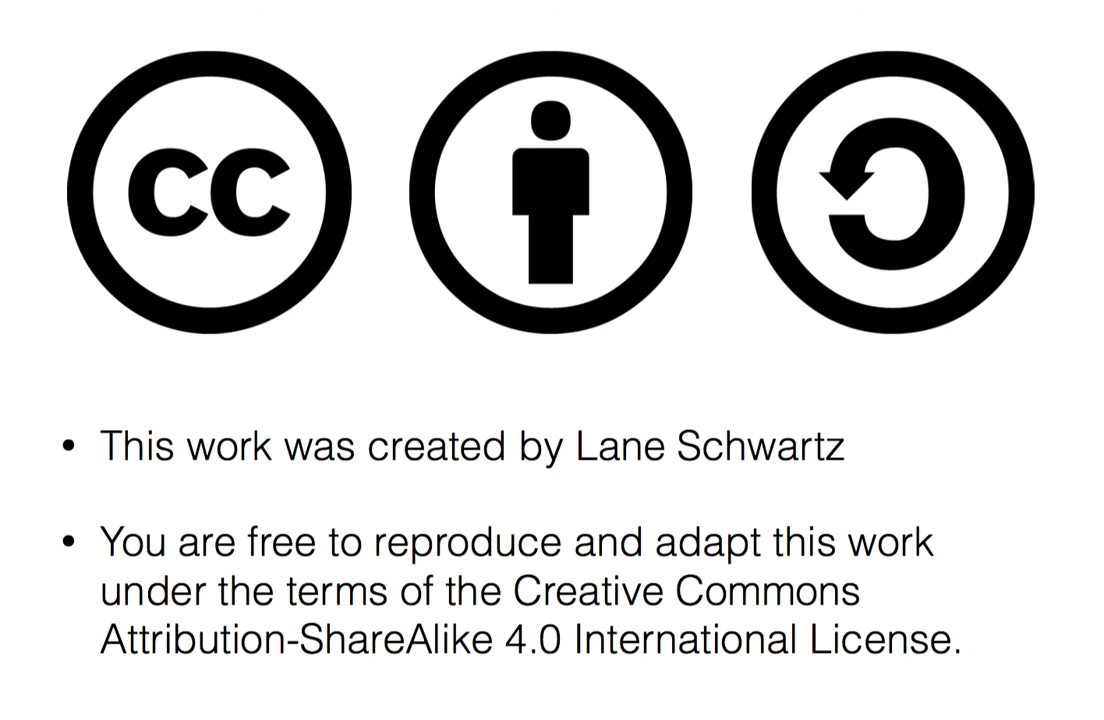 cc
• This work was created by Lane Schwartz
• You are free to reproduce and adapt this work
under the terms of the Creative Commons
Attribution-ShareAlike 4.0 International License.